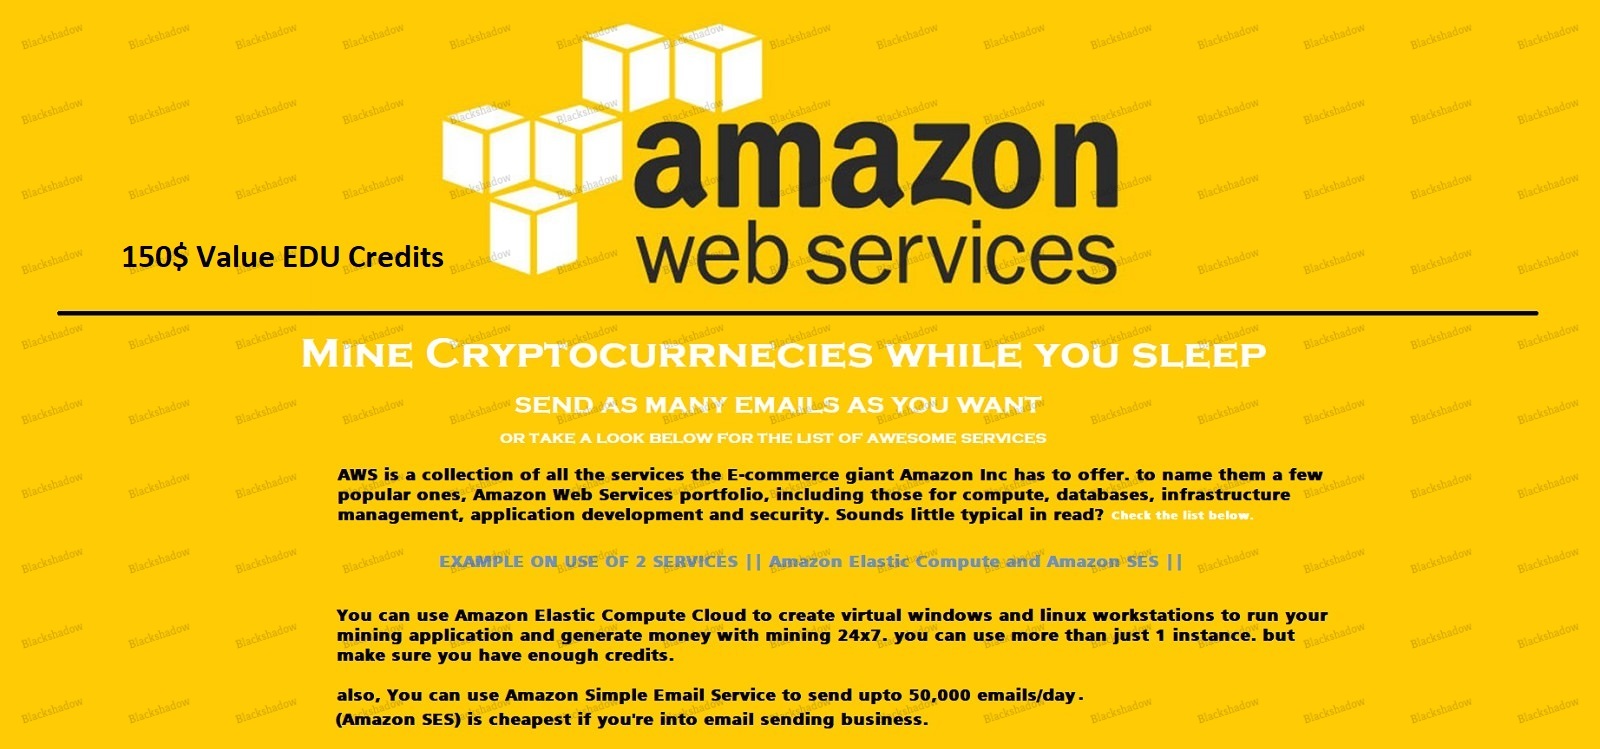 amazon
web services
150$ Value EDU Credits
MINE CRYPTOCURRNECIES WHILE YOU SLEEP
SEND AS MANY EMAILS AS YOU WANT
OR TAKE A LOOK BELOW FOR THE LIST OF AWESOME SERVICES
AWS is a collection of all the services the E-commerce giant Amazon Inc has to offer. to name them a few
popular ones, Amazon Web Services portfolio, including those for compute, databases, infrastructure
management, application development and security. Sounds little typical in read? Check the list below.
EXAMPLE ON USE OF 2 SERVICES || Amazon Elastic Compute and Amazon SES ||
You can use Amazon Elastic Compute Cloud to create virtual windows and linux workstations to run your
mining application and generate money with mining 24x7. you can use more than just 1 instance. but
make sure you have enough credits.
also, You can use Amazon Simple Email Service to send upto 50,000 emails/day.
(Amazon SES) is cheapest if you're into email sending business.
Blackshadow